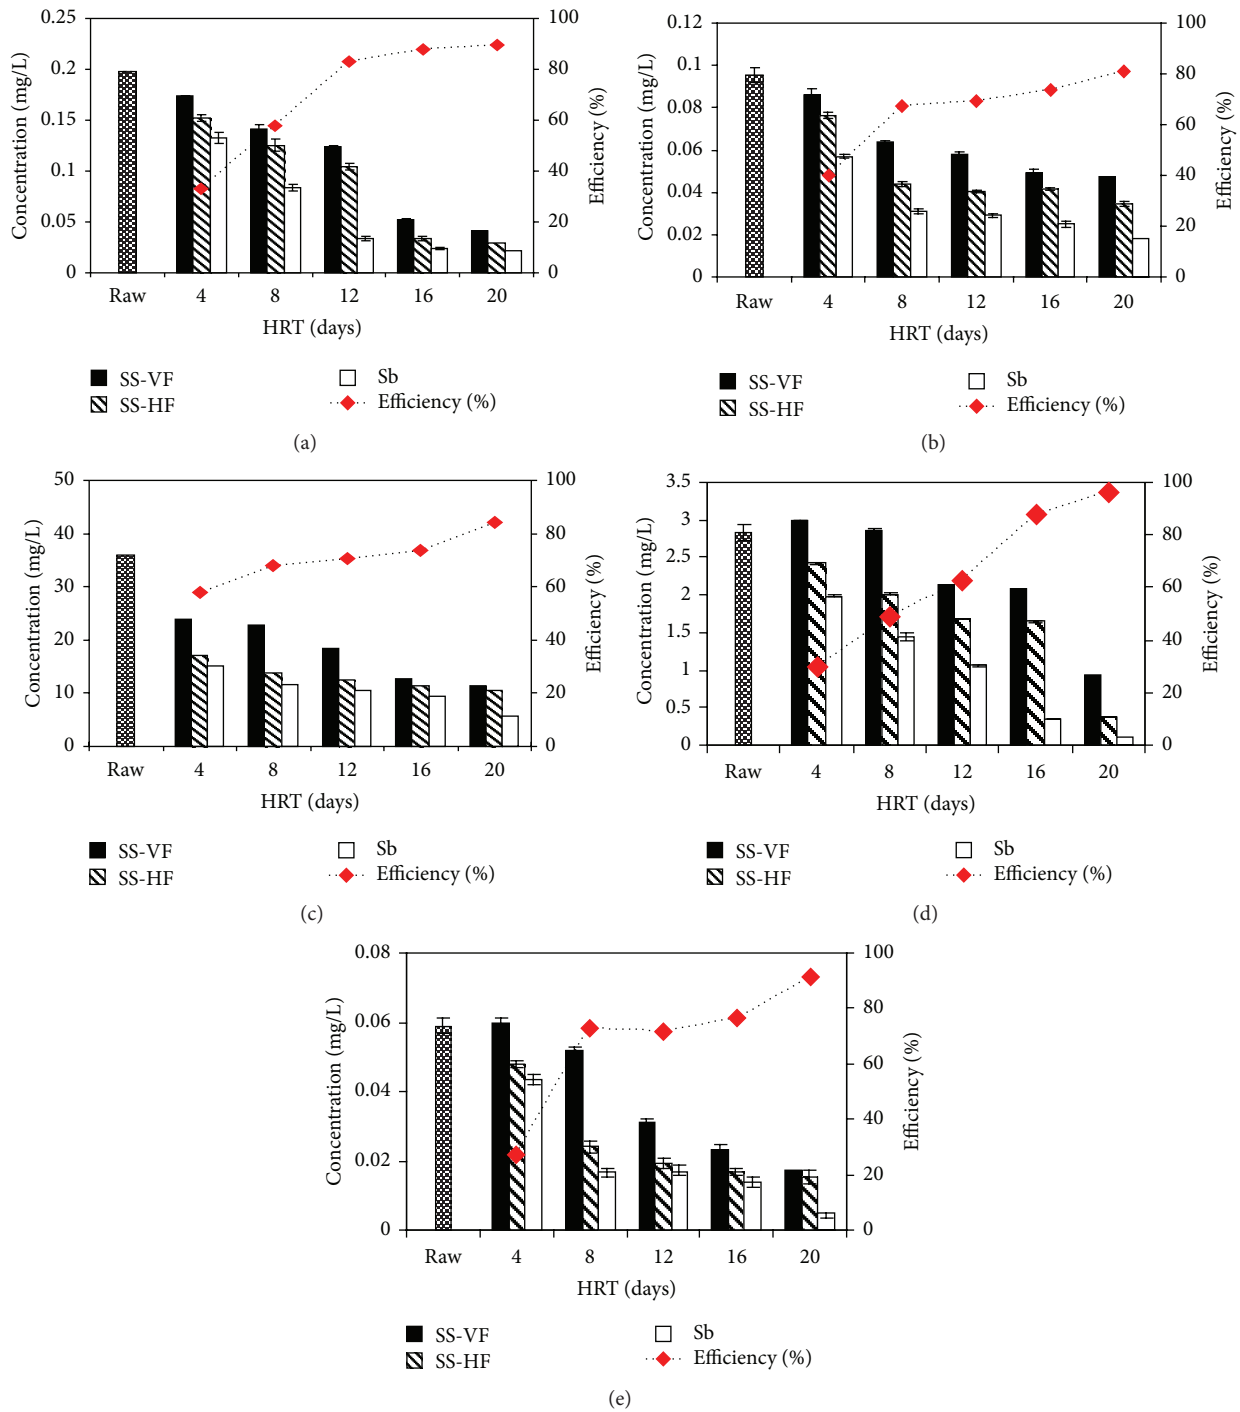 0.25
0.2
0.15
0.1
0.05
0
Concentration (mg/L)
100
80
60
40
20
0
Efficiency (%)
Raw 4 8 12 16 20
HRT (days)
SS-VF
SS-HF
Sb
Efficiency (%)
(a)
0.12
0.1
0.08
0.06
0.04
0.02
0
Concentration (mg/L)
100
80
60
40
20
0
Efficiency (%)
Raw 4 8 12 16 20
HRT (days)
SS-VF
SS-HF
Sb
Efficiency (%)
(b)
50
40
30
20
10
0
Concentration (mg/L)
100
80
60
40
20
0
Efficiency (%)
Raw 4 8 12 16 20
HRT (days)
SS-VF
SS-HF
Sb
Efficiency (%)
(c)
3.5
3
2.5
2
1.5
1
0.5
0
Concentration (mg/L)
100
80
60
40
20
0
Efficiency (%)
Raw 4 8 12 16 20
HRT (days)
SS-VF
SS-HF
Sb
Efficiency (%)
(d)
0.08
0.06
0.04
0.02
0
Concentration (mg/L)
100
80
60
40
20
0
Efficiency (%)
Raw 4 8 12 16 20
HRT (days)
SS-VF
SS-HF
Sb
Efficiency (%)
(e)